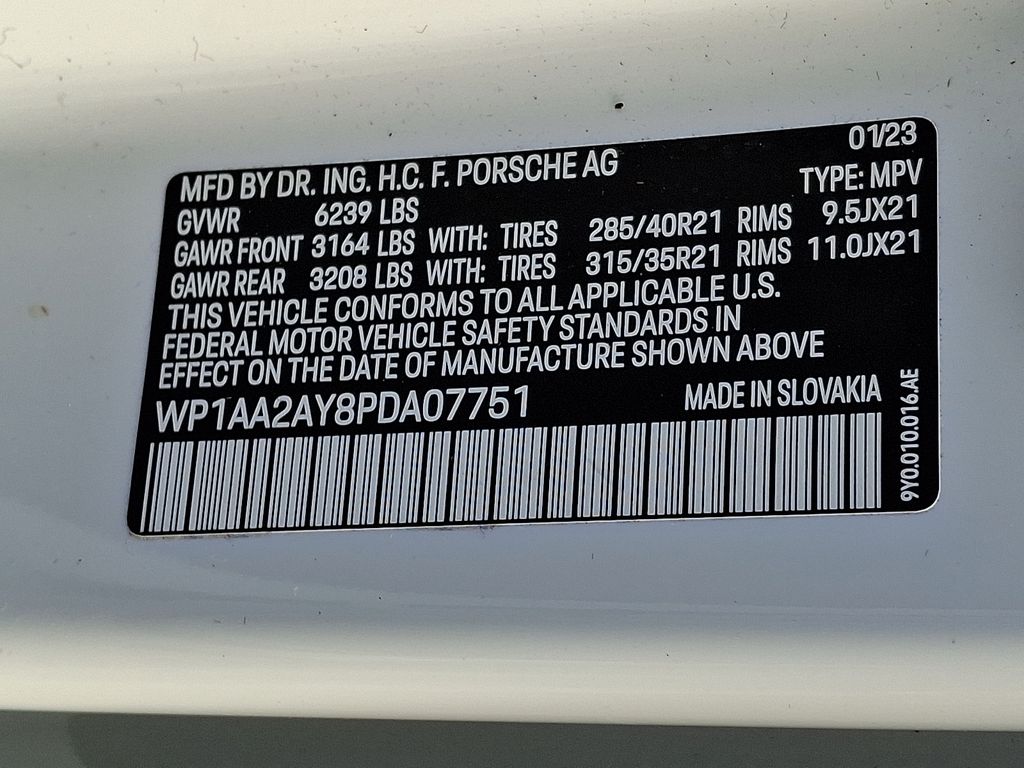 01/23
MFD BY DR. ING. H.C. F. PORSCHE AG
TYPE: MPV
GVWR 6239 LBS
GAWR FRONT 3164 LBS WITH: TIRES 285/40R21 RIMS 9.5JX21
GAWR REAR 3208 LBS WITH: TIRES 315/35R21 RIMS 11.0JX21
THIS VEHICLE CONFORMS TO ALL APPLICABLE U.S.
FEDERAL MOTOR VEHICLE SAFETY STANDARDS IN
EFFECT ON THE DATE OF MANUFACTURE SHOWN ABOVE
WP1AA2AY8PDA07751
MADE IN SLOVAKIA
9Y0.010.016.AE